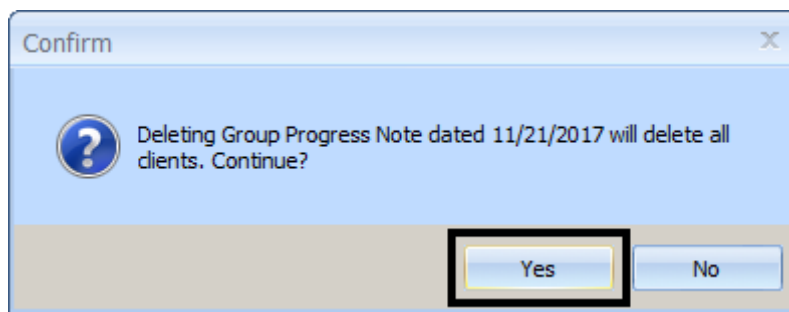 Confirm
Deleting Group Progress Note dated 11/21/2017 will delete all
clients. Continue?
Yes
No